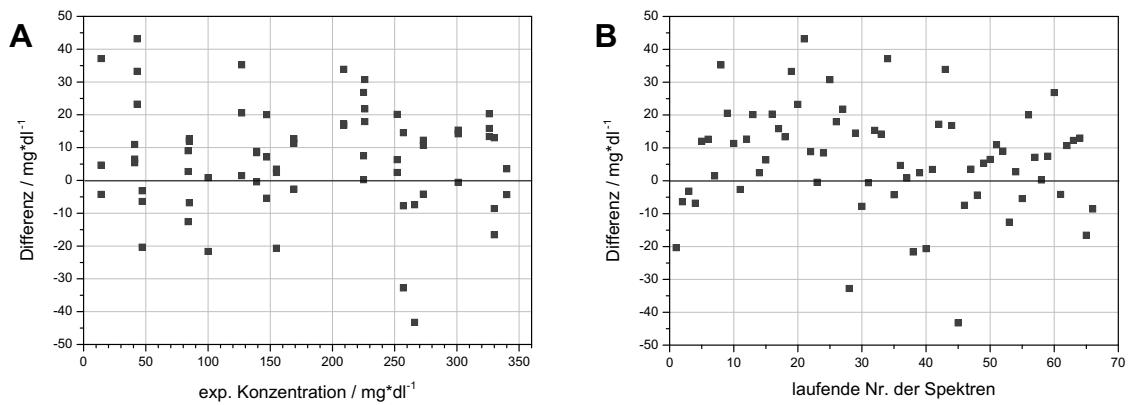 A
50
40
30
20
10
0
-10
-20
-30
-40
-50
Differenz / mg*dl-1
0 50 100 150 200 250 300 350
exp. Konzentration / mg*dl-1
B
50
40
30
20
10
0
-10
-20
-30
-40
-50
Differenz / mg*dl-1
0 10 20 30 40 50 60 70
laufende Nr. der Spektren